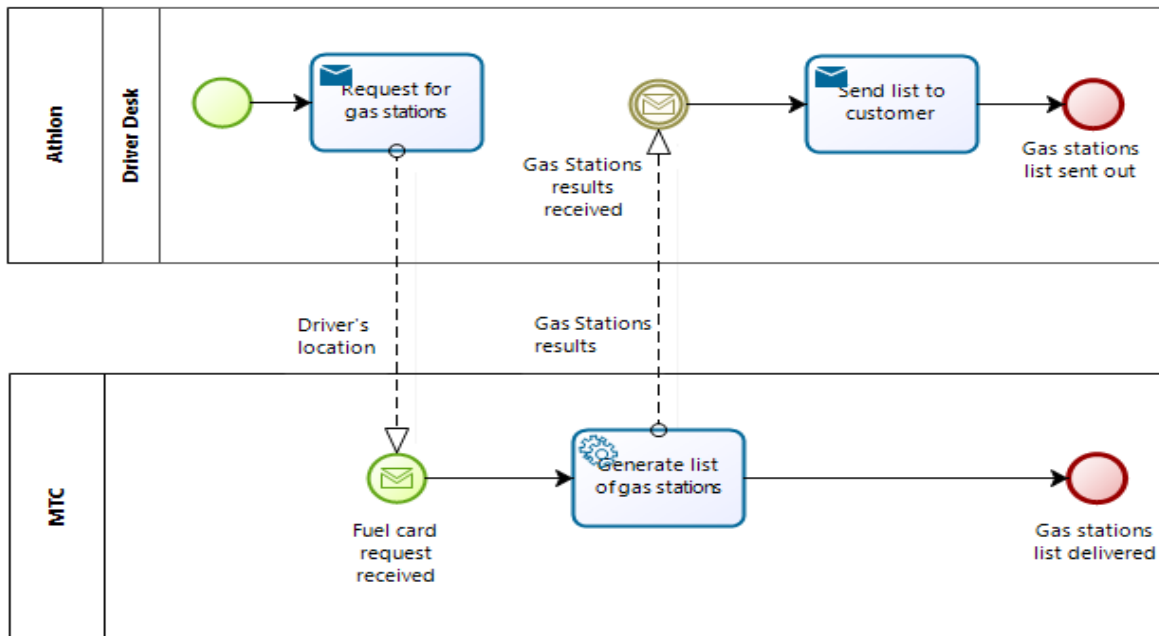 Athlon
Driver Desk
Request for
gas stations
Gas Stations
results
received
Send list to
customer
Gas stations
list sent out
Driver's
location
Gas Stations
results
MTC
Fuel card
request
received
Generate list
of gas stations
Gas stations
list delivered